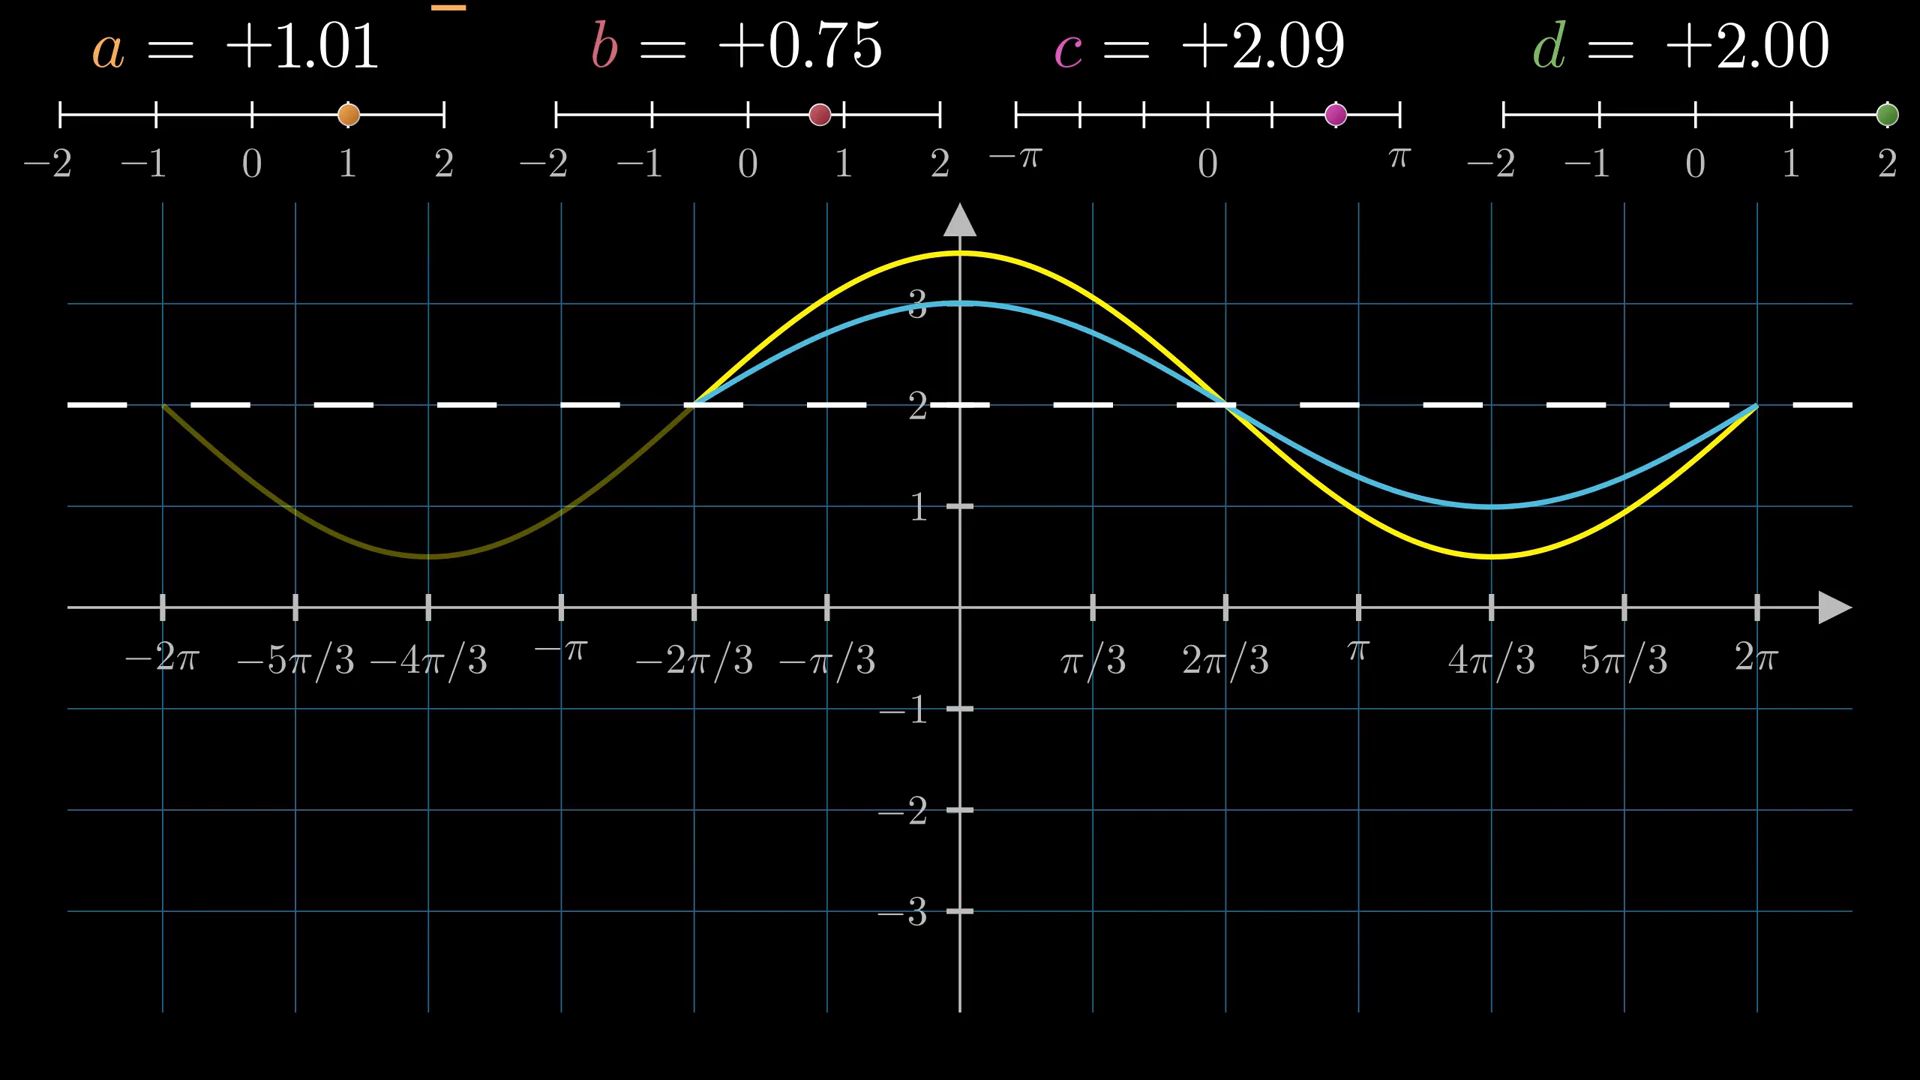 a = +1.01 b = +0.75 c = +2.09 d = +2.00
−2 −1 0 1 2 −2 −1 0 1 2 −π 0 π −2 −1 0 1 2
3
2
1
−2π −5π/3 −4π/3 −π −2π/3 −π/3 π/3 2π/3 π 4π/3 5π/3 2π
−1
−2
−3